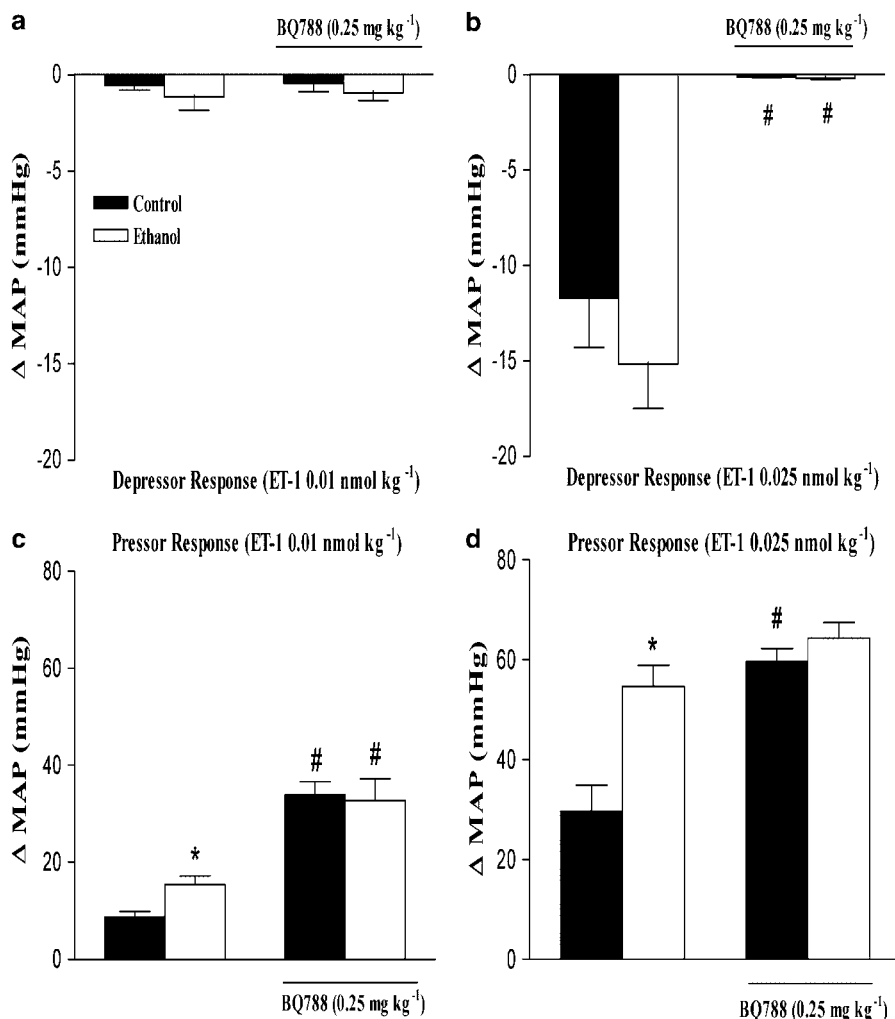 a
BQ788 (0.25 mg kg⁻¹)
0
-5
-10
-15
-20
Δ MAP (mmHg)
Control
Ethanol
Depressor Response (ET-1 0.01 nmol kg⁻¹)
b
BQ788 (0.25 mg kg⁻¹)
0
-5
-10
-15
-20
Δ MAP (mmHg)
# #
Depressor Response (ET-1 0.025 nmol kg⁻¹)
c
Pressor Response (ET-1 0.01 nmol kg⁻¹)
80
60
40
20
0
Δ MAP (mmHg)
*
# #
BQ788 (0.25 mg kg⁻¹)
d
Pressor Response (ET-1 0.025 nmol kg⁻¹)
80
60
40
20
0
Δ MAP (mmHg)
*
#
BQ788 (0.25 mg kg⁻¹)